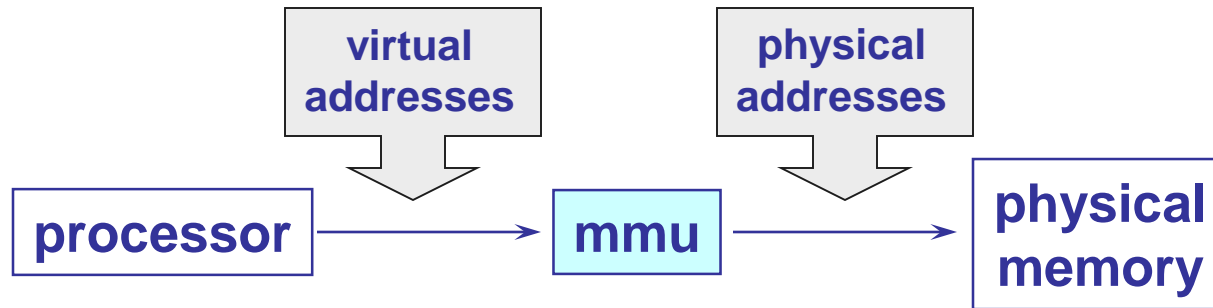 virtual
addresses
physical
addresses
processor
mmu
physical
memory